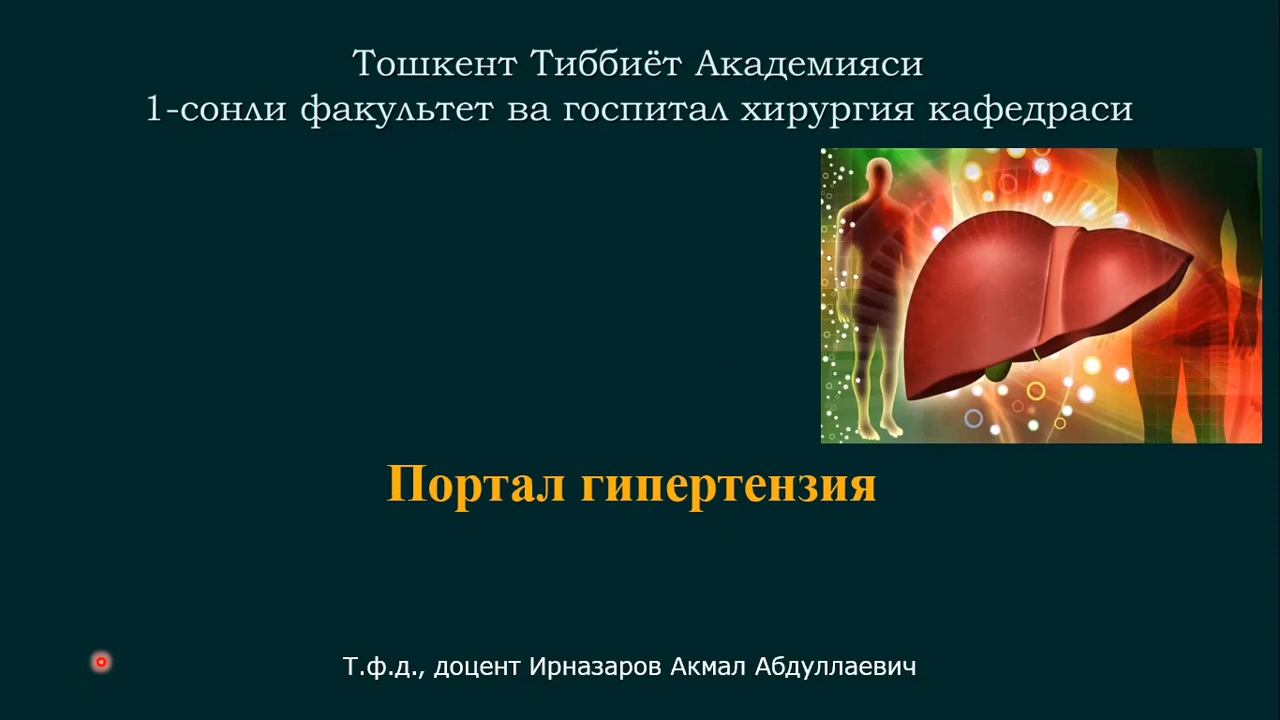 Тошкент Тиббиёт Академияси
1-сонли факультет ва госпитал хирургия кафедраси
Портал гипертензия
Т.ф.д., доцент Ирназаров Акмал Абдуллаевич